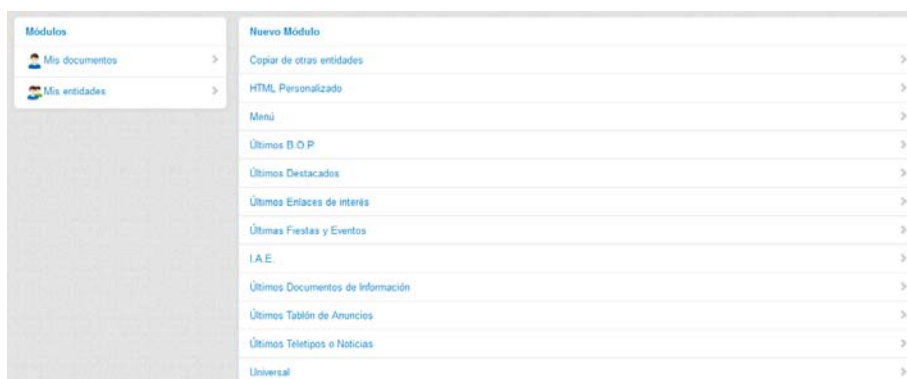 Módulos
Mis documentos
Mis entidades
Nuevo Módulo
Copiar de otras entidades
HTML Personalizado
Menú
Últimos B.O.P
Últimos Destacados
Últimos Enlaces de interés
Últimas Fiestas y Eventos
I.A.E.
Últimos Documentos de Información
Últimos Tablón de Anuncios
Últimos Teletipos o Noticias
Universal